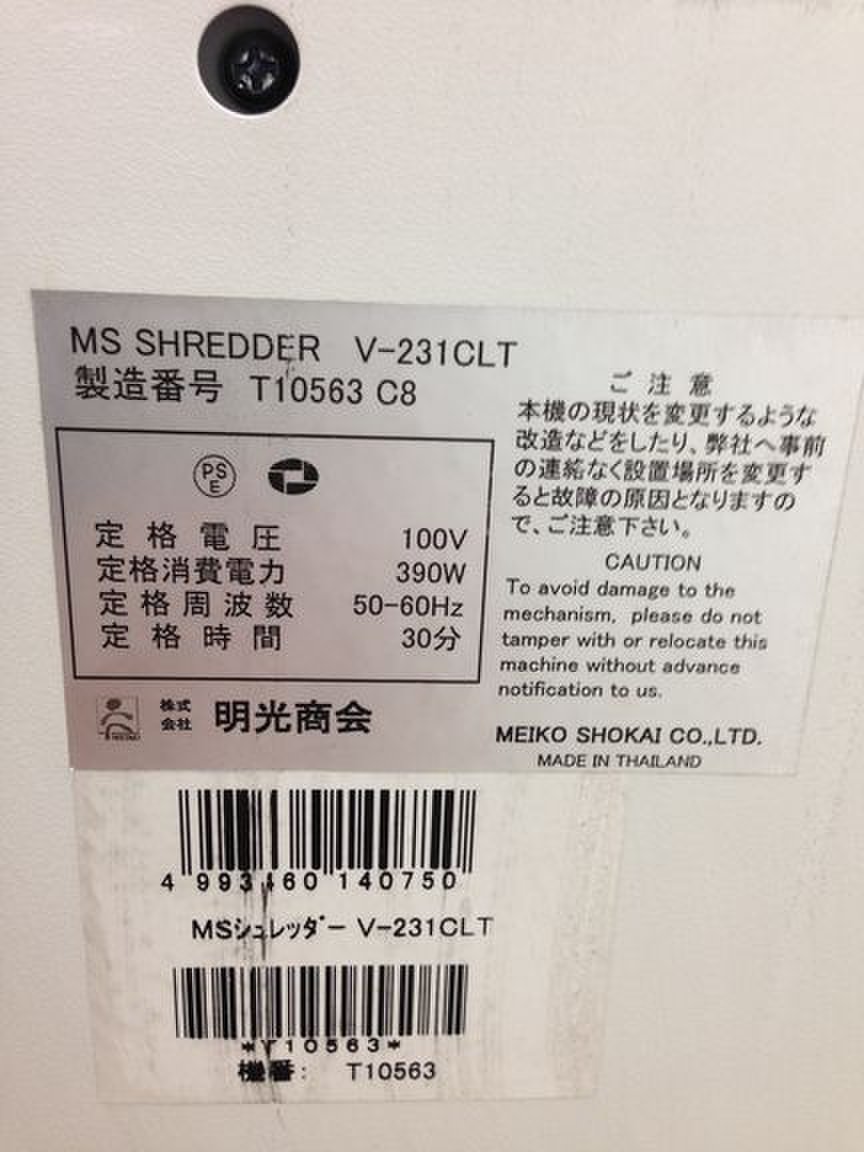 MS SHREDDER V-231CLT
製造番号 T10563 C8
PS
E
定格電圧 100V
定格消費電力 390W
定格周波数 50-60Hz
定格時間 30分
株式
会社 明光商会
ご注意
本機の現状を変更するような
改造などをしたり、弊社へ事前
の連絡なく設置場所を変更す
ると故障の原因となりますの
で、ご注意下さい。
CAUTION
To avoid damage to the
mechanism, please do not
tamper with or relocate this
machine without advance
notification to us.
MEIKO SHOKAI CO.,LTD.
MADE IN THAILAND
4 993460 140750
MSシュレッダー V-231CLT
*T10563*
機番: T10563